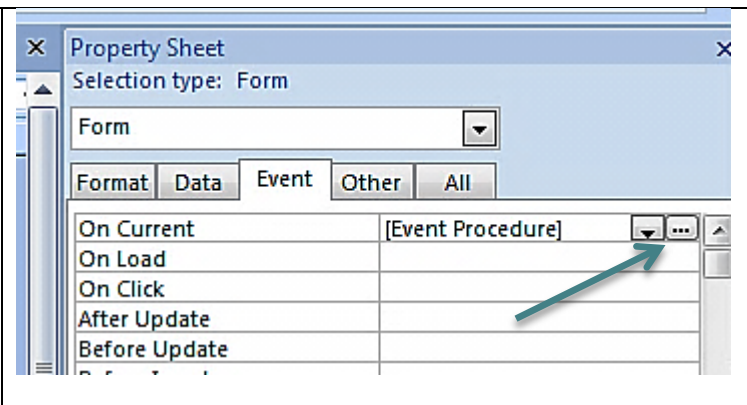 Property Sheet
Selection type: Form
Form
Format Data Event Other All
On Current [Event Procedure]
On Load
On Click
After Update
Before Update